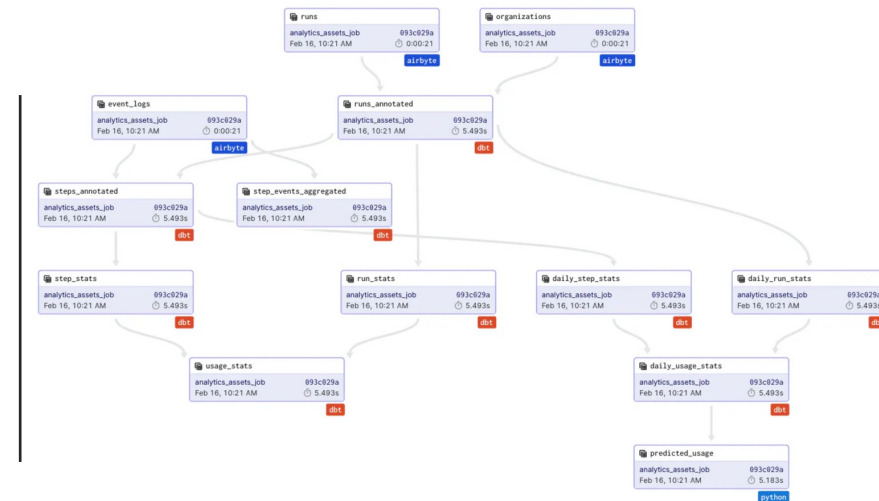 runs
analytics_assets_job 093c029a
Feb 16, 10:21 AM 0:00:21
airbyte
organizations
analytics_assets_job 093c029a
Feb 16, 10:21 AM 0:00:21
airbyte
event_logs
analytics_assets_job 093c029a
Feb 16, 10:21 AM 0:00:21
airbyte
runs_annotated
analytics_assets_job 093c029a
Feb 16, 10:21 AM 5.493s
dbt
steps_annotated
analytics_assets_job 093c029a
Feb 16, 10:21 AM 5.493s
dbt
step_events_aggregated
analytics_assets_job 093c029a
Feb 16, 10:21 AM 5.493s
dbt
step_stats
analytics_assets_job 093c029a
Feb 16, 10:21 AM 5.493s
dbt
run_stats
analytics_assets_job 093c029a
Feb 16, 10:21 AM 5.493s
dbt
daily_step_stats
analytics_assets_job 093c029a
Feb 16, 10:21 AM 5.493s
dbt
daily_run_stats
analytics_assets_job 093c029a
Feb 16, 10:21 AM 5.493s
usage_stats
analytics_assets_job 093c029a
Feb 16, 10:21 AM 5.493s
dbt
daily_usage_stats
analytics_assets_job 093c029a
Feb 16, 10:21 AM 5.493s
dbt
predicted_usage
analytics_assets_job 093c029a
Feb 16, 10:21 AM 5.183s
python